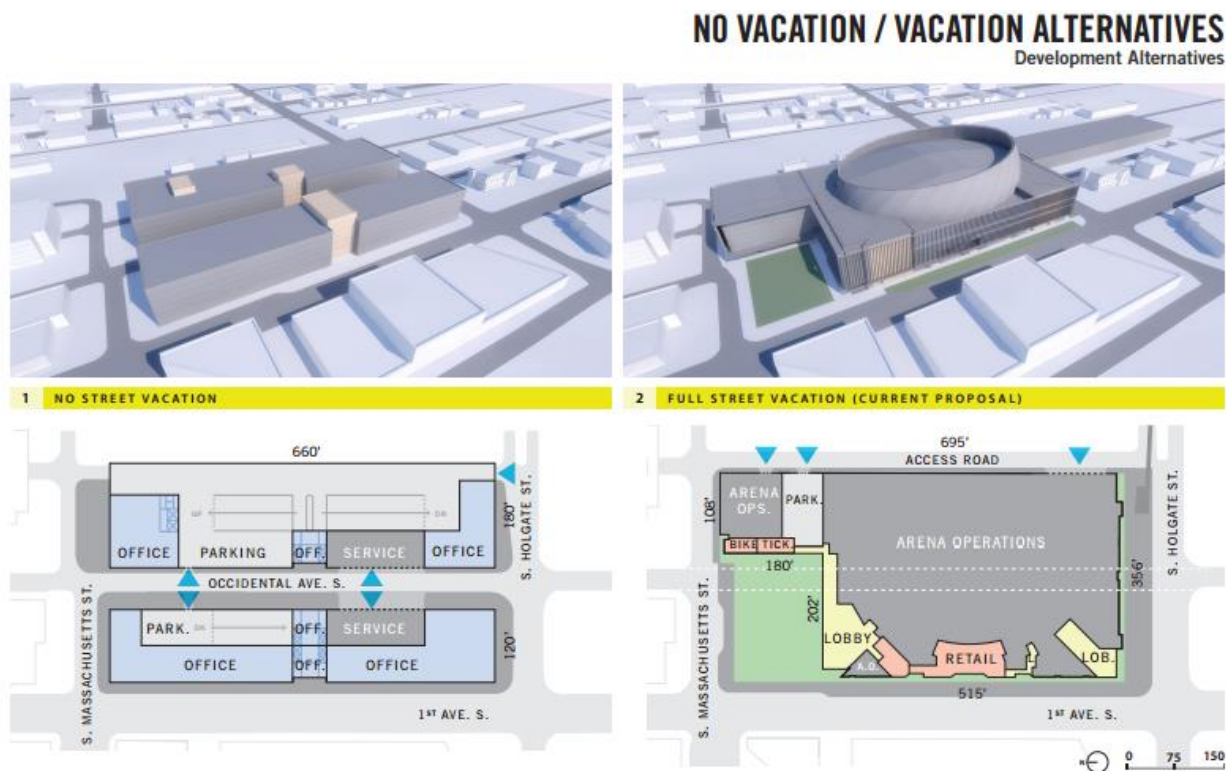 NO VACATION / VACATION ALTERNATIVES
Development Alternatives
1 NO STREET VACATION
2 FULL STREET VACATION (CURRENT PROPOSAL)
660'
180'
S. HOLGATE ST.
OFFICE
PARKING
OFF.
SERVICE
OFFICE
OCCIDENTAL AVE. S.
S. MASSACHUSETTS ST.
PARK.
OFF.
SERVICE
OFFICE
OFF.
OFFICE
120'
1ST AVE. S.
695'
ACCESS ROAD
108'
ARENA
OPS.
PARK.
ARENA OPERATIONS
S. HOLGATE ST.
BIKE
TICK.
180'
356'
202'
S. MASSACHUSETTS ST.
LOBBY
A.O.
RETAIL
L
LOB.
515'
1ST AVE. S.
N
0 75 150